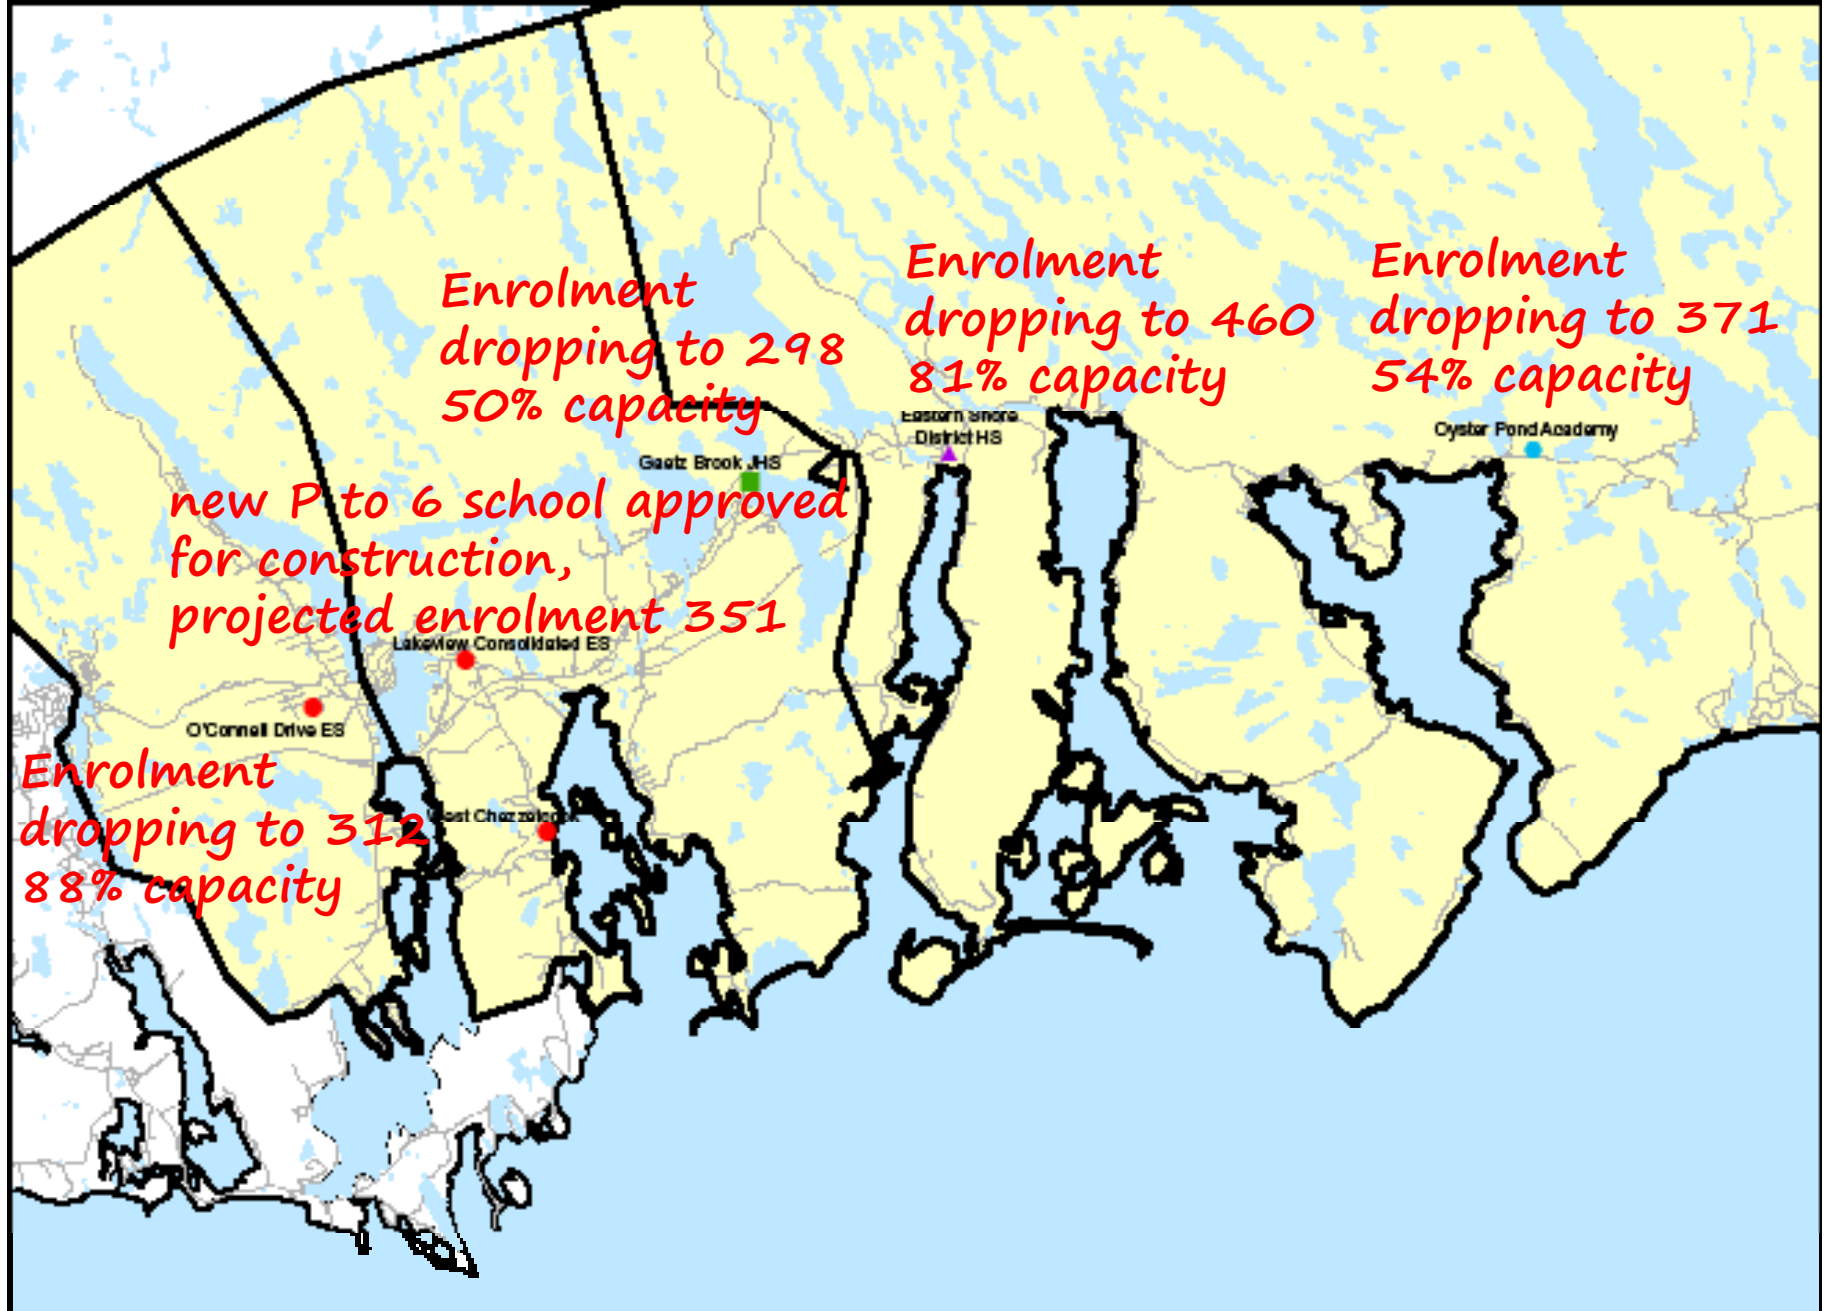 Enrolment
dropping to 298
50% capacity
Enrolment
dropping to 460
81% capacity
Enrolment
dropping to 371
54% capacity
Eastern Shore
District HS
Oyster Pond Academy
Gaetz Brook JHS
new P to 6 school approved
for construction,
projected enrolment 351
Lakeview Consolidated ES
O'Connell Drive ES
Enrolment
dropping to 312
88% capacity
West Chezzetcook